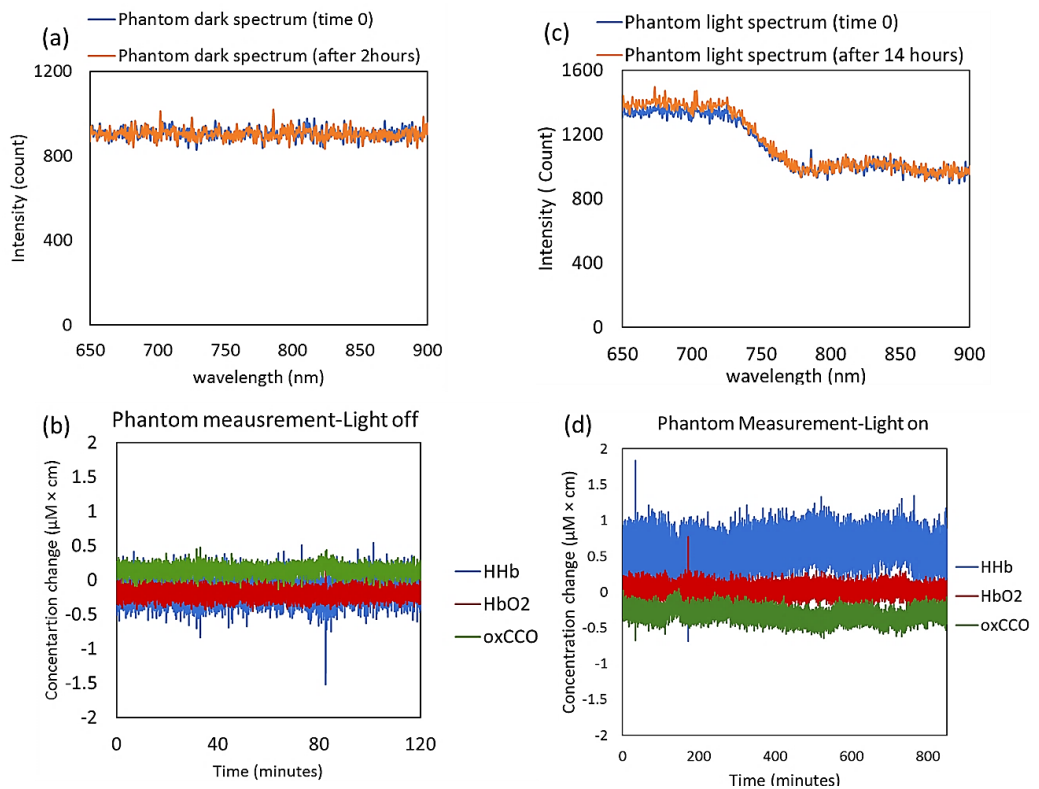 (a)
Phantom dark spectrum (time 0)
Phantom dark spectrum (after 2hours)
1200
800
400
0
Intensity (count)
650 700 750 800 850 900
wavelength (nm)
(c)
Phantom light spectrum (time 0)
Phantom light spectrum (after 14 hours)
1600
1200
800
400
0
Intensity ( Count)
650 700 750 800 850 900
wavelength (nm)
(b)
Phantom meausrement-Light off
2
1.5
1
0.5
0
-0.5
-1
-1.5
-2
Concentartion change (μM × cm)
0 40 80 120
Time (minutes)
HHb
HbO2
oxCCO
(d)
Phantom Measurement-Light on
2
1.5
1
0.5
0
-0.5
-1
-1.5
-2
Concentration change (μM × cm)
0 200 400 600 800
Time (minutes)
HHb
HbO2
oxCCO